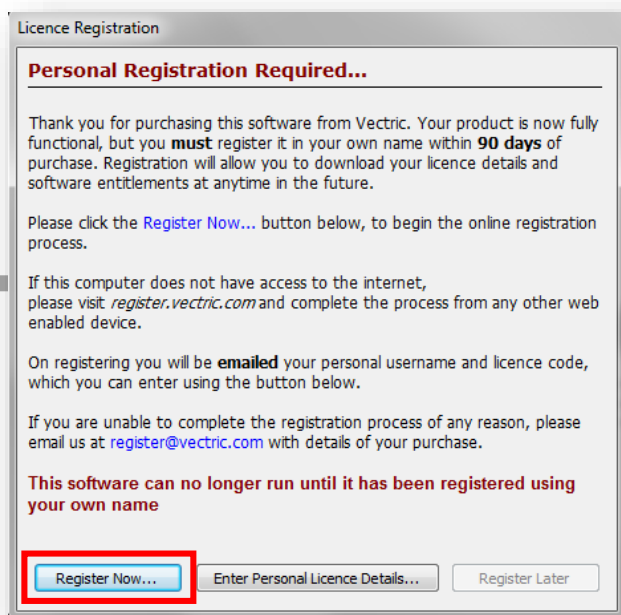 Licence Registration
Personal Registration Required...
Thank you for purchasing this software from Vectric. Your product is now fully
functional, but you must register it in your own name within 90 days of
purchase. Registration will allow you to download your licence details and
software entitlements at anytime in the future.
Please click the Register Now... button below, to begin the online registration
process.
If this computer does not have access to the internet,
please visit register.vectric.com and complete the process from any other web
enabled device.
On registering you will be emailed your personal username and licence code,
which you can enter using the button below.
If you are unable to complete the registration process of any reason, please
email us at register@vectric.com with details of your purchase.
This software can no longer run until it has been registered using
your own name
Register Now... Enter Personal Licence Details... Register Later